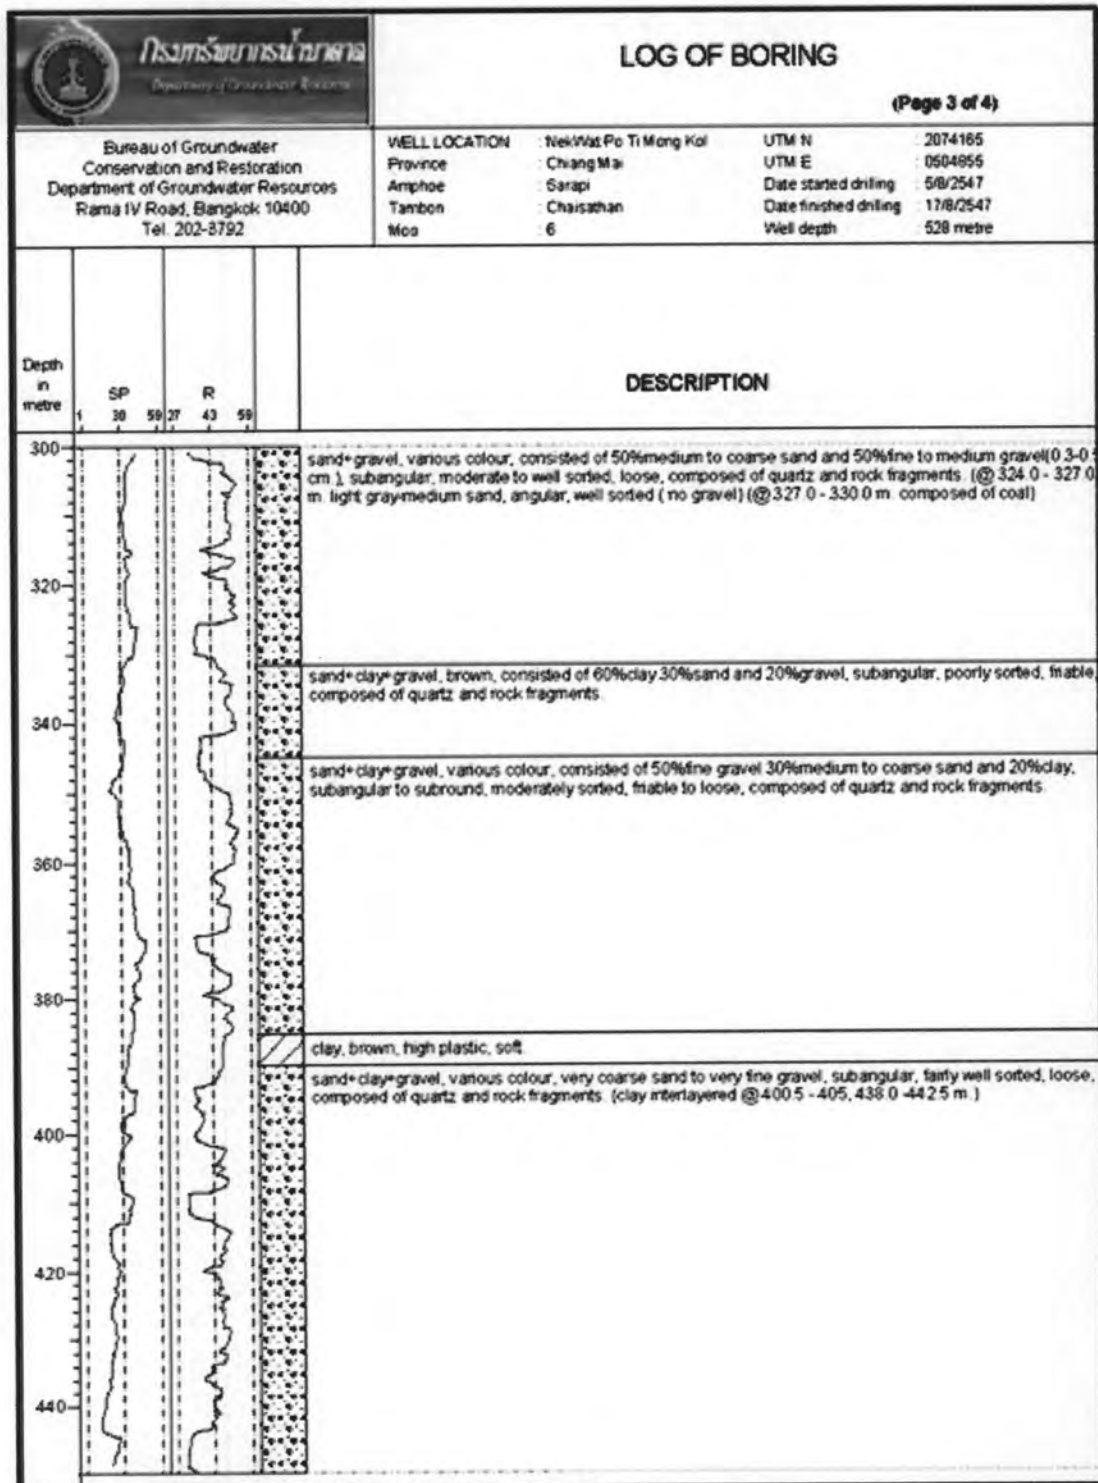 กรมทรัพยากรน้ำบาดาล
Department of Groundwater Resources
LOG OF BORING
(Page 3 of 4)
Bureau of Groundwater
Conservation and Restoration
Department of Groundwater Resources
Rama IV Road, Bangkok 10400
Tel. 202-3792
WELL LOCATION : NekWat Po Ti Mong Kol
Province : Chiang Mai
Amphoe : Sarapi
Tambon : Chaisathan
Moo : 6
UTM N : 2074165
UTM E : 0504855
Date started drilling : 5/8/2547
Date finished drilling : 17/8/2547
Well depth : 528 metre
Depth
in
metre
SP
1 30 59
R
27 43 59
DESCRIPTION
300
sand+gravel, various colour, consisted of 50%medium to coarse sand and 50%fine to medium gravel(0.3-0.5
cm.), subangular, moderate to well sorted, loose, composed of quartz and rock fragments. (@ 324.0 - 327.0
m. light gray-medium sand, angular, well sorted ( no gravel) (@ 327.0 - 330.0 m. composed of coal)
320
sand+clay+gravel, brown, consisted of 60%clay 30%sand and 20%gravel, subangular, poorly sorted, friable,
composed of quartz and rock fragments.
340
sand+clay+gravel, various colour, consisted of 50%fine gravel 30%medium to coarse sand and 20%clay,
subangular to subround, moderately sorted, friable to loose, composed of quartz and rock fragments.
360
380
clay, brown, high plastic, soft.
sand+clay+gravel, various colour, very coarse sand to very fine gravel, subangular, fairly well sorted, loose,
composed of quartz and rock fragments. (clay interlayered @ 400.5 - 405, 438.0 -442.5 m.)
400
420
440